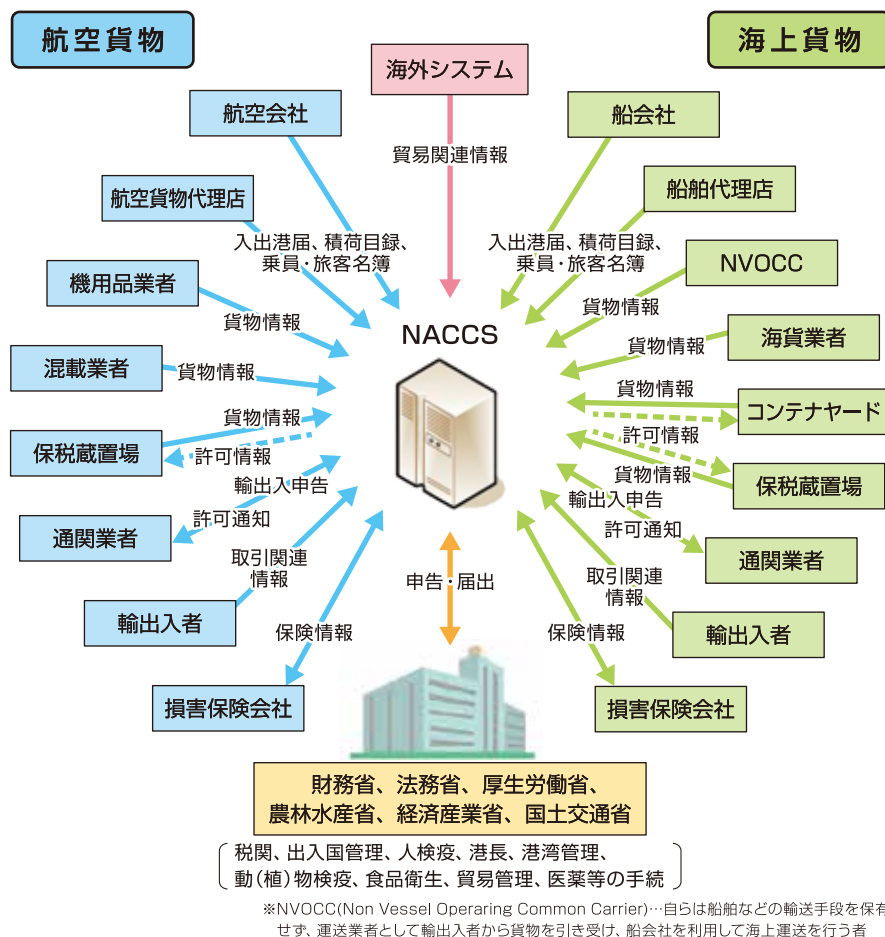 航空貨物
海外システム
海上貨物
航空会社
船会社
貿易関連情報
航空貨物代理店
船舶代理店
入出港届、積荷目録、
乗員・旅客名簿
入出港届、積荷目録、
乗員・旅客名簿
機用品業者
NVOCC
貨物情報
貨物情報
NACCS
混載業者
海貨業者
貨物情報
貨物情報
貨物情報
貨物情報
コンテナヤード
保税蔵置場
許可情報
許可情報
保税蔵置場
貨物情報
輸出入申告
輸出入申告
通関業者
許可通知
許可通知
通関業者
取引関連
情報
取引関連
情報
申告・届出
輸出入者
輸出入者
保険情報
保険情報
損害保険会社
損害保険会社
財務省、法務省、厚生労働省、
農林水産省、経済産業省、国土交通省
税関、出入国管理、人検疫、港長、港湾管理、
動(植)物検疫、食品衛生、貿易管理、医薬等の手続
※NVOCC(Non Vessel Operaring Common Carrier)…自らは船舶などの輸送手段を保有
せず、運送業者として輸出入者から貨物を引き受け、船会社を利用して海上運送を行う者